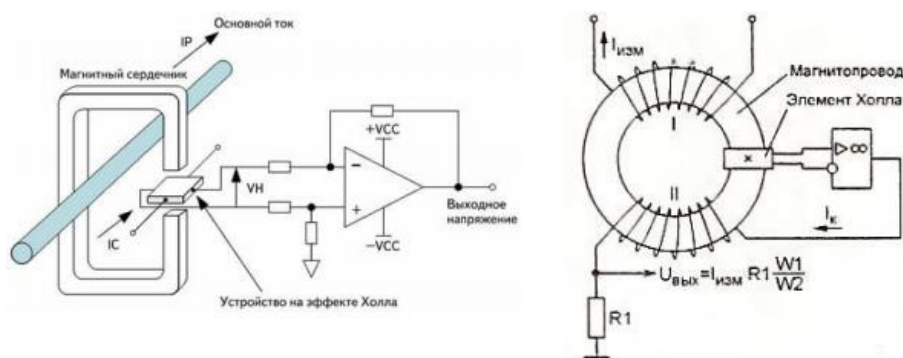 Основной ток
IP
Магнитный сердечник
+VCC
−
VH
+
Выходное
напряжение
IC
−VCC
Устройство на эффекте Холла
Iизм
Магнитопровод
Элемент Холла
I
×
▷∞
II
Iк
Uвых=Iизм R1 W1/W2
R1